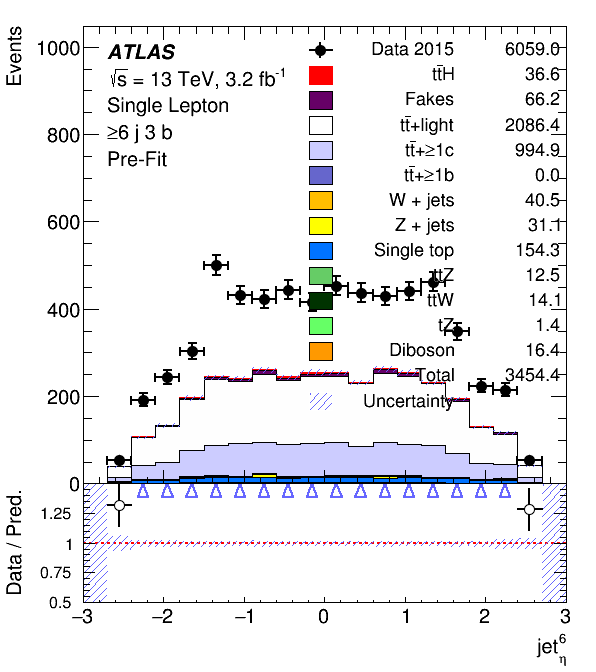 Events
1000
800
600
400
200
0
ATLAS
√s = 13 TeV, 3.2 fb⁻¹
Single Lepton
≥6 j 3 b
Pre-Fit
Data 2015 6059.0
tt̄H 36.6
Fakes 66.2
tt̄+light 2086.4
tt̄+≥1c 994.9
tt̄+≥1b 0.0
W + jets 40.5
Z + jets 31.1
Single top 154.3
tt̄Z 12.5
tt̄W 14.1
tZ 1.4
Diboson 16.4
Total 3454.4
Uncertainty
Data / Pred.
1.25
1
0.75
0.5
−3 −2 −1 0 1 2 3
jet⁶η